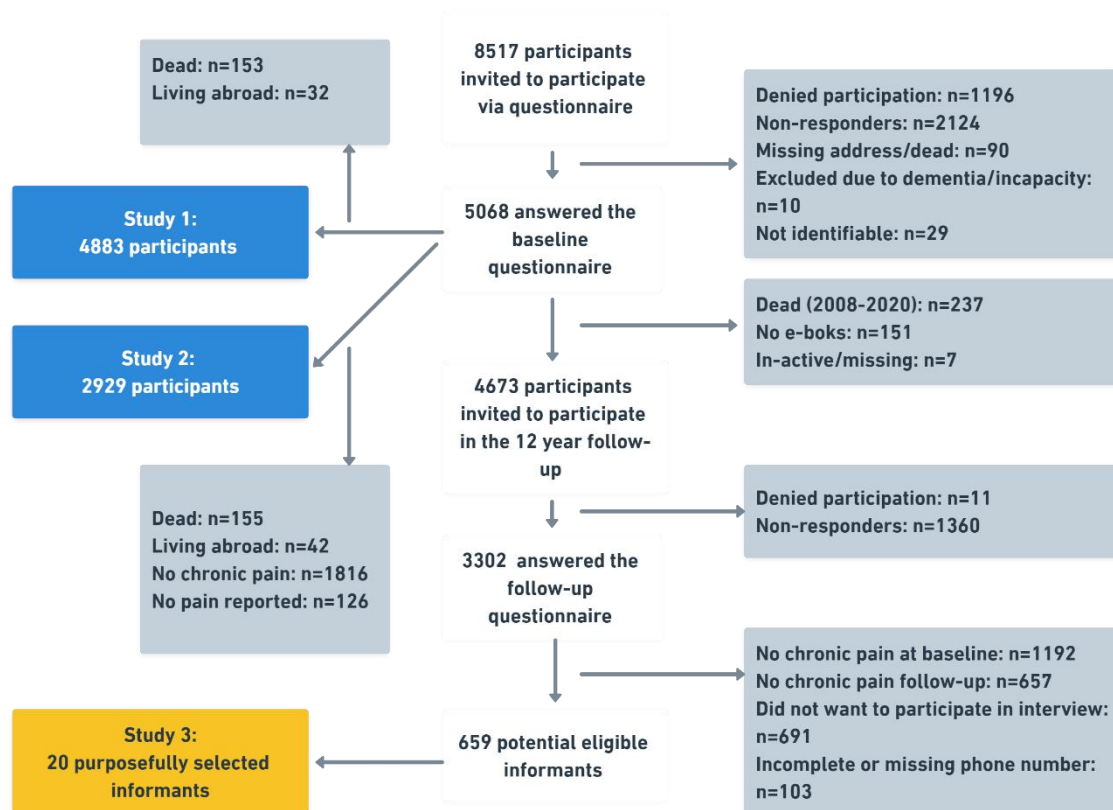 8517 participants
invited to participate
via questionnaire
Dead: n=153
Living abroad: n=32
Denied participation: n=1196
Non-responders: n=2124
Missing address/dead: n=90
Excluded due to dementia/incapacity:
n=10
Not identifiable: n=29
Study 1:
4883 participants
5068 answered the
baseline
questionnaire
Dead (2008-2020): n=237
No e-boks: n=151
In-active/missing: n=7
Study 2:
2929 participants
4673 participants
invited to participate
in the 12 year follow-
up
Dead: n=155
Living abroad: n=42
No chronic pain: n=1816
No pain reported: n=126
Denied participation: n=11
Non-responders: n=1360
3302 answered the
follow-up
questionnaire
No chronic pain at baseline: n=1192
No chronic pain follow-up: n=657
Did not want to participate in interview:
n=691
Incomplete or missing phone number:
n=103
Study 3:
20 purposefully selected
informants
659 potential eligible
informants